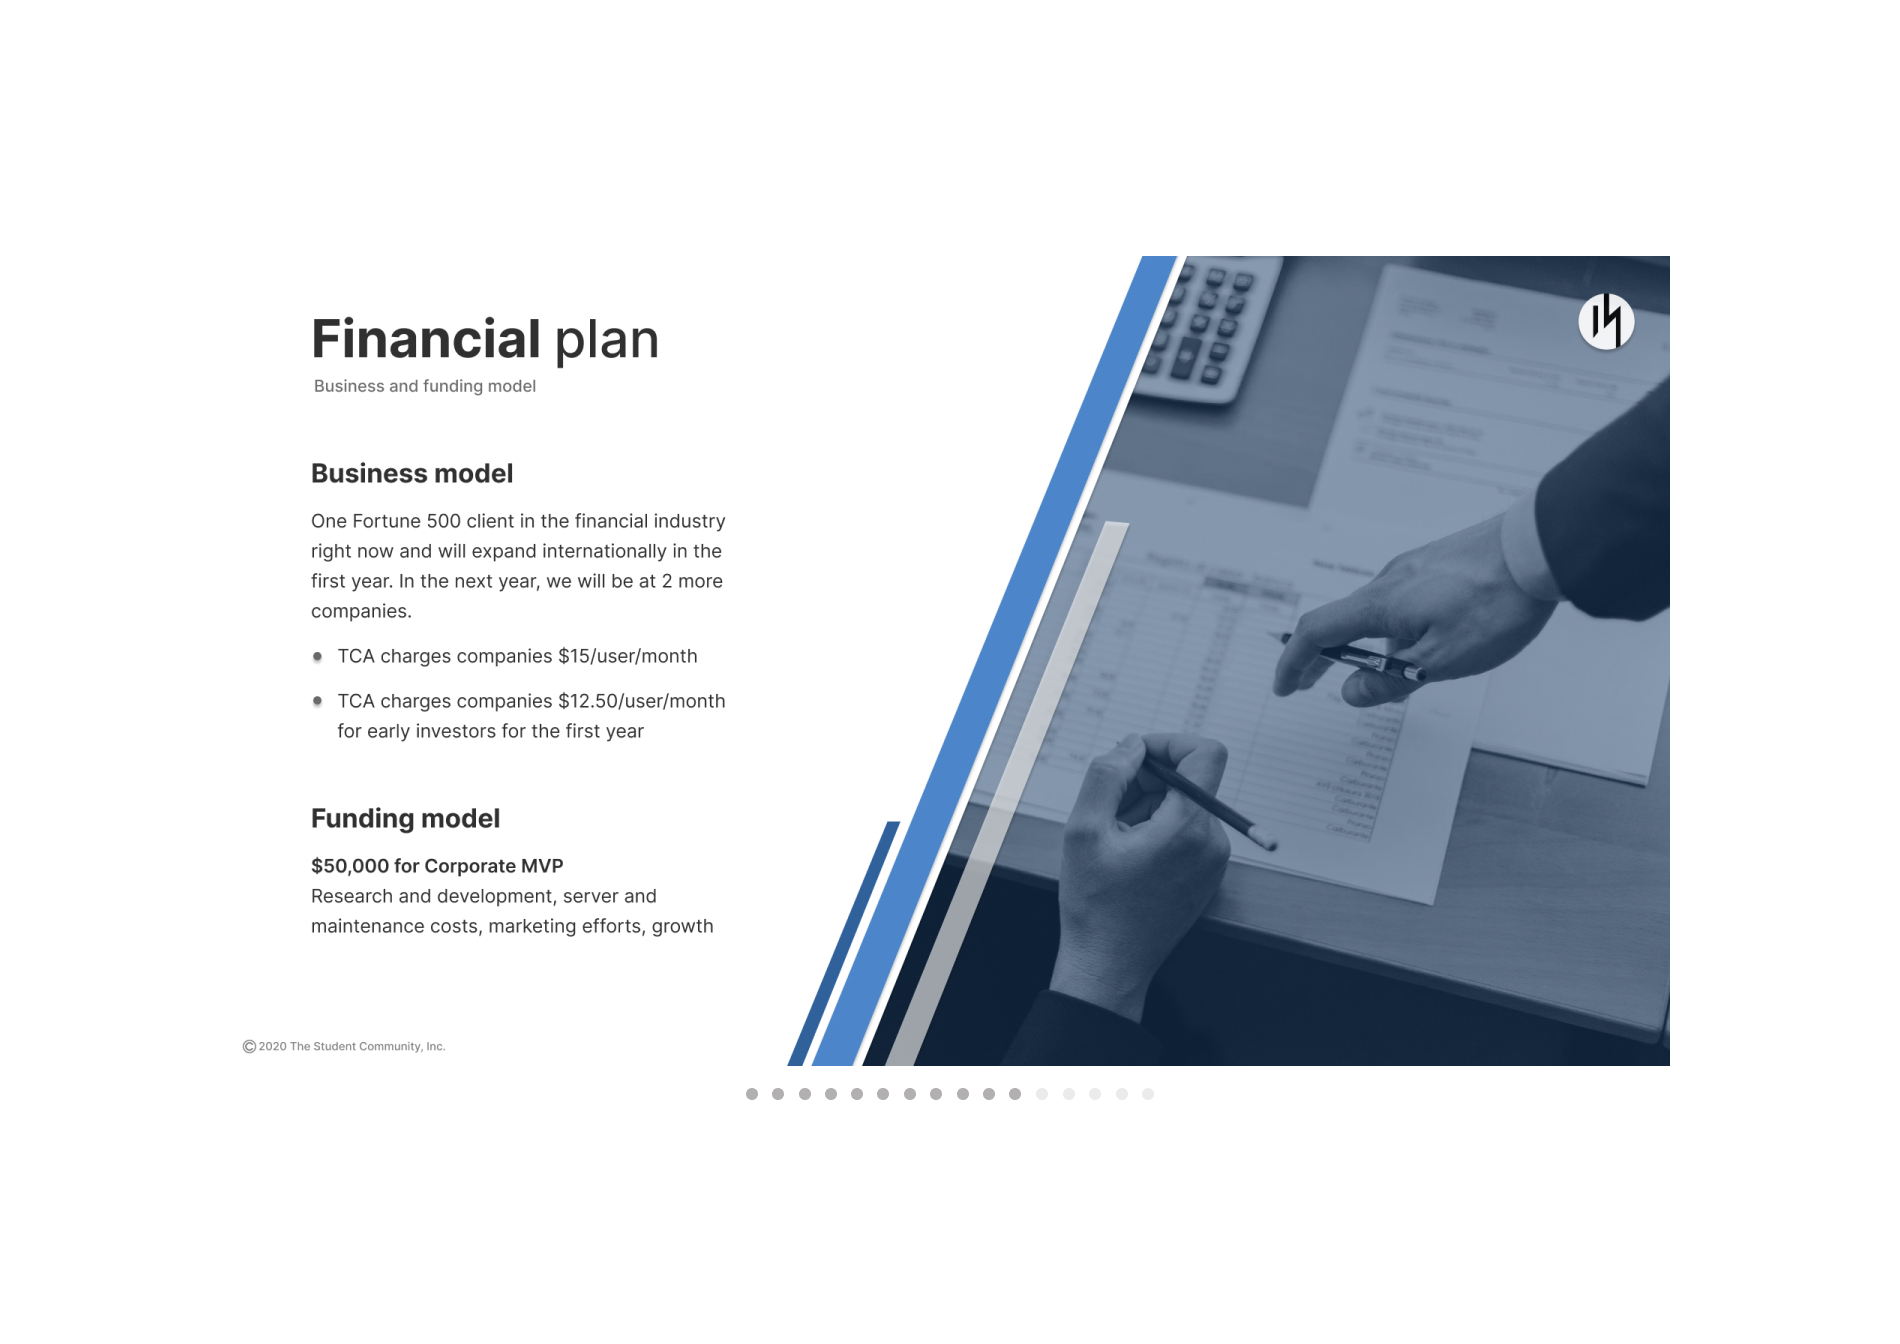 Financial plan
Business and funding model
Business model
One Fortune 500 client in the financial industry
right now and will expand internationally in the
first year. In the next year, we will be at 2 more
companies.
TCA charges companies $15/user/month
TCA charges companies $12.50/user/month
for early investors for the first year
Funding model
$50,000 for Corporate MVP
Research and development, server and
maintenance costs, marketing efforts, growth
©2020 The Student Community, Inc.